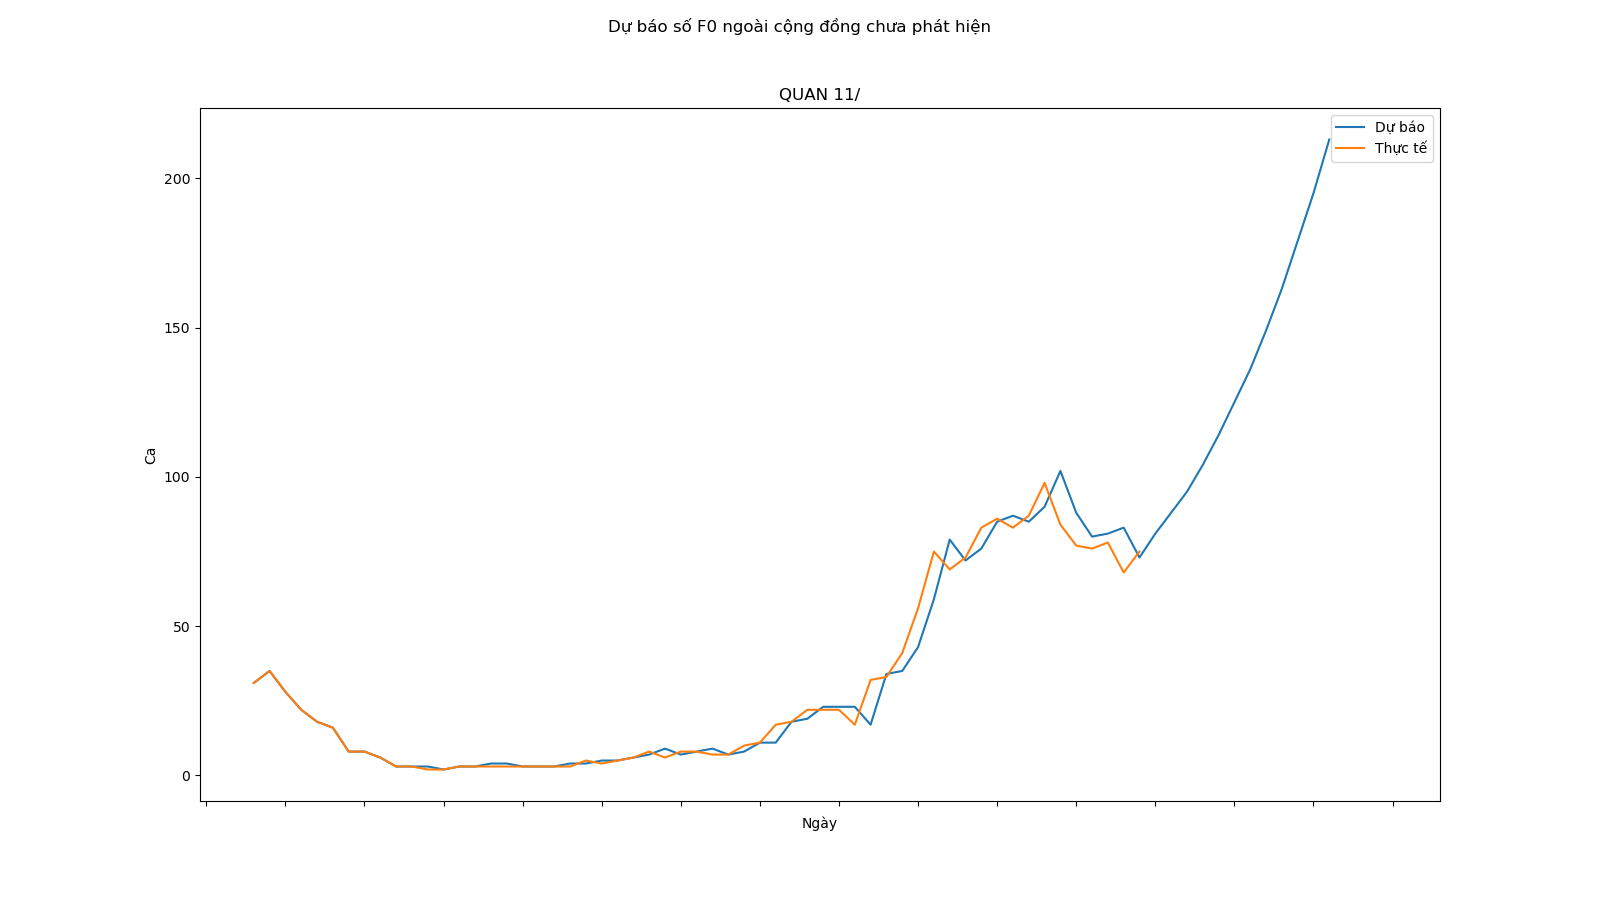 Dự báo số F0 ngoài cộng đồng chưa phát hiện
QUAN 11/
Dự báo
Thực tế
200
150
100
50
0
Ca
Ngày